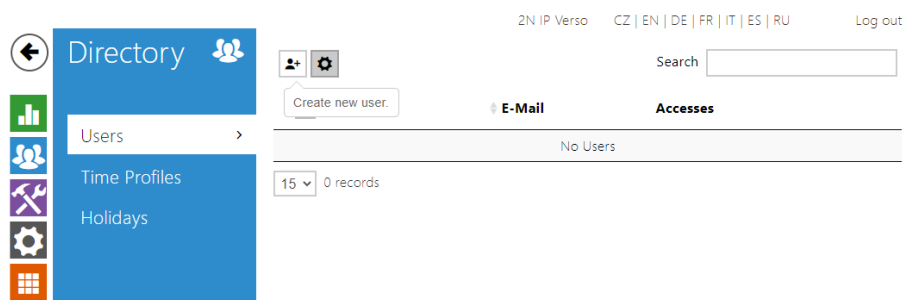 2N IP Verso CZ | EN | DE | FR | IT | ES | RU Log out
Directory
Search
Create new user.
E-Mail Accesses
Users
No Users
Time Profiles
15 0 records
Holidays